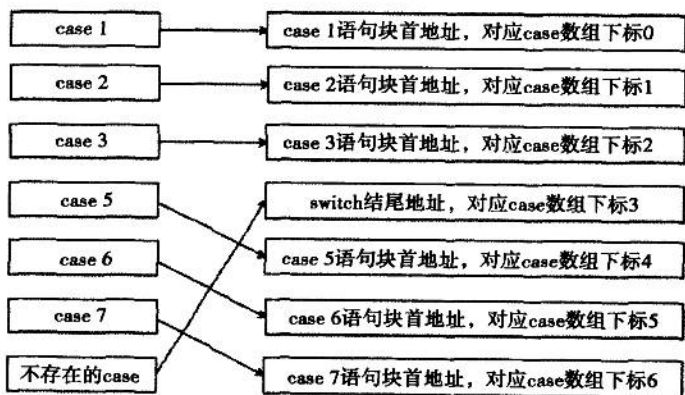 case 1 case 1语句块首地址，对应case数组下标0
case 2 case 2语句块首地址，对应case数组下标1
case 3 case 3语句块首地址，对应case数组下标2
case 5 switch结尾地址，对应case数组下标3
case 6 case 5语句块首地址，对应case数组下标4
case 7 case 6语句块首地址，对应case数组下标5
不存在的case case 7语句块首地址，对应case数组下标6